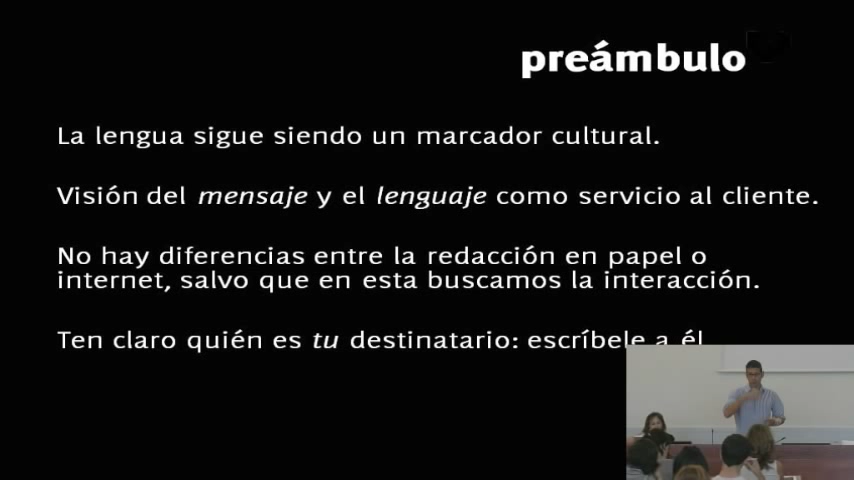 preámbulo
La lengua sigue siendo un marcador cultural.
Visión del mensaje y el lenguaje como servicio al cliente.
No hay diferencias entre la redacción en papel o
internet, salvo que en esta buscamos la interacción.
Ten claro quién es tu destinatario: escríbele a él